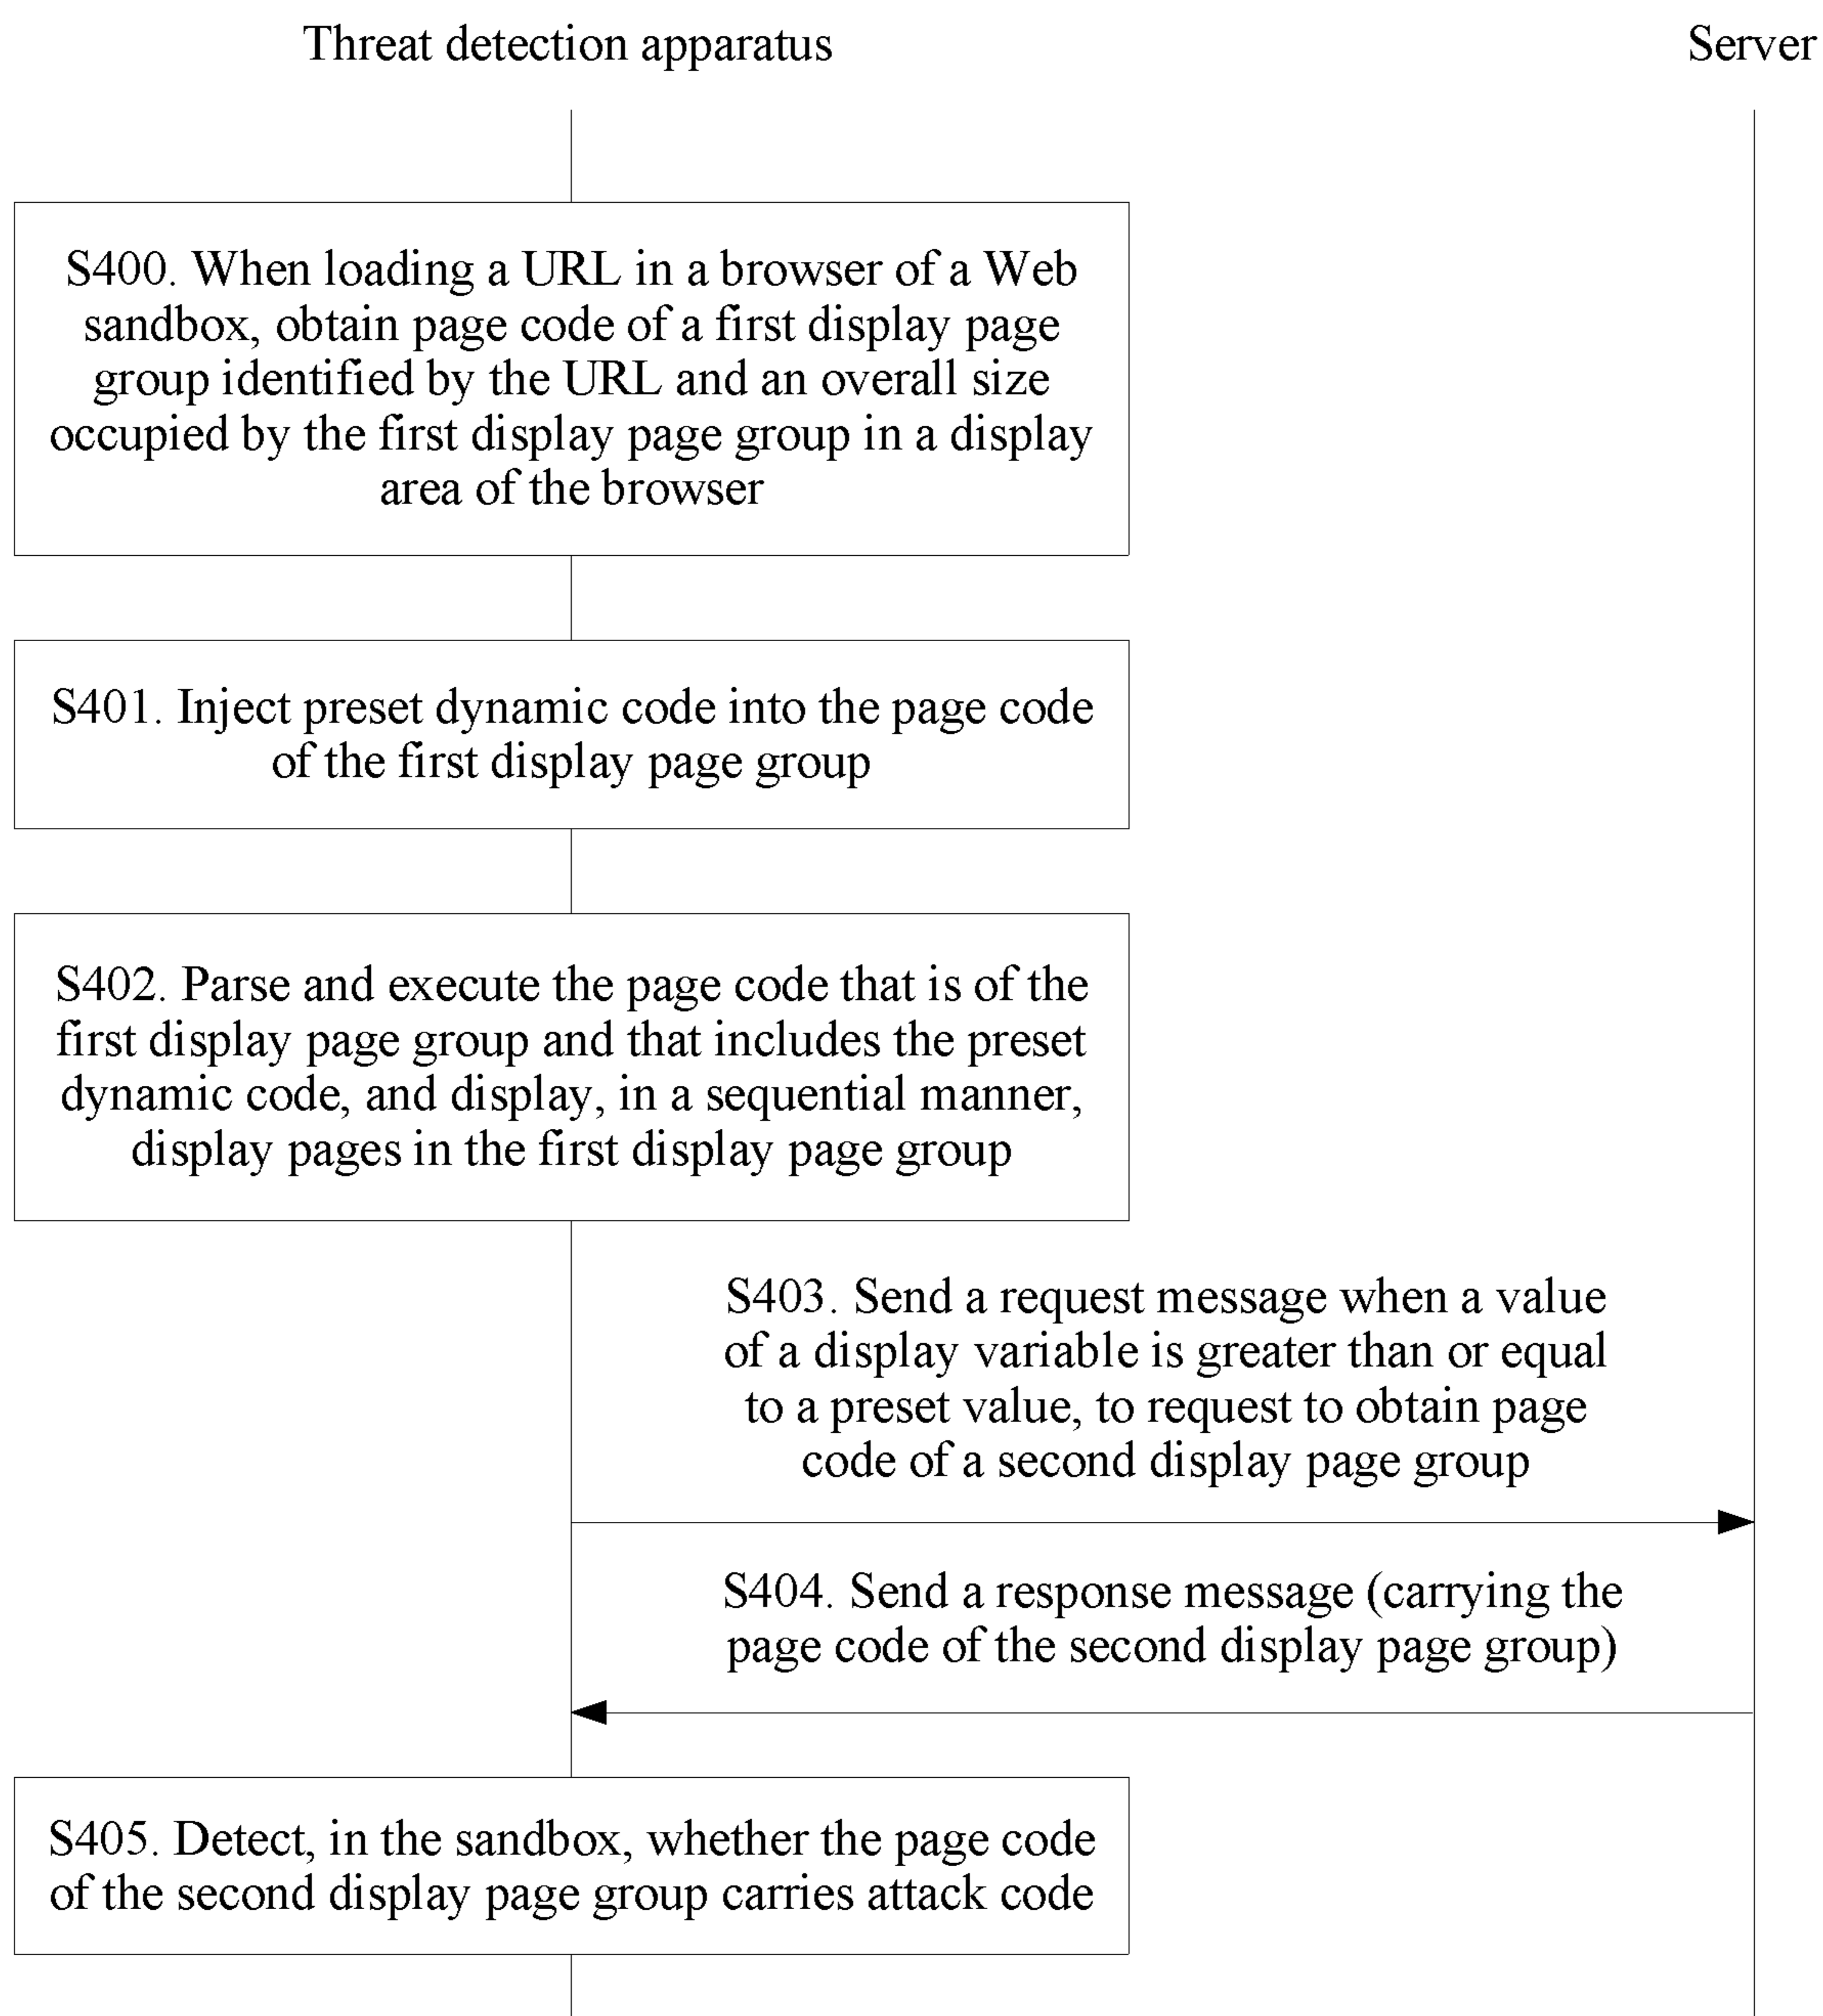 Threat detection apparatus
Server
S400. When loading a URL in a browser of a Web
sandbox, obtain page code of a first display page
group identified by the URL and an overall size
occupied by the first display page group in a display
area of the browser
S401. Inject preset dynamic code into the page code
of the first display page group
S402. Parse and execute the page code that is of the
first display page group and that includes the preset
dynamic code, and display, in a sequential manner,
display pages in the first display page group
S403. Send a request message when a value
of a display variable is greater than or equal
to a preset value, to request to obtain page
code of a second display page group
S404. Send a response message (carrying the
page code of the second display page group)
S405. Detect, in the sandbox, whether the page code
of the second display page group carries attack code